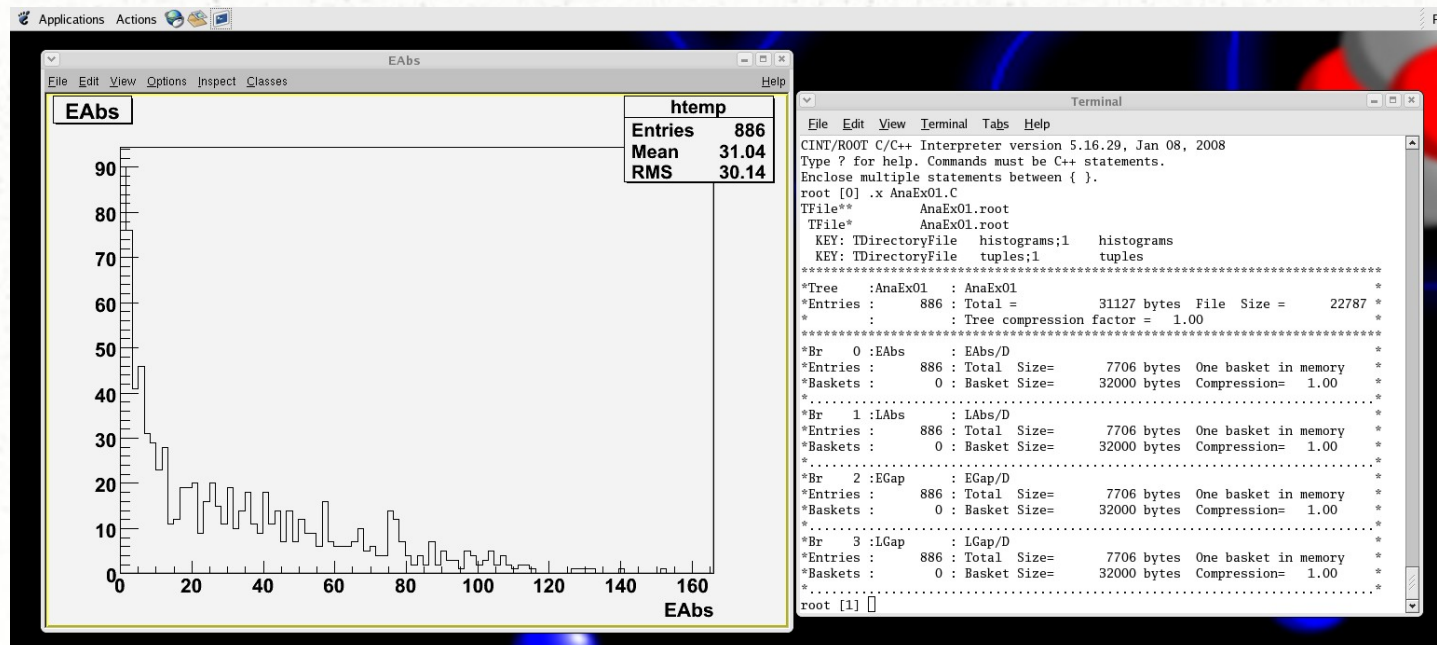 Applications Actions
EAbs
File Edit View Options Inspect Classes Help
EAbs
htemp
Entries 886
Mean 31.04
RMS 30.14
90
80
70
60
50
40
30
20
10
0
0 20 40 60 80 100 120 140 160
EAbs
Terminal
File Edit View Terminal Tabs Help
CINT/ROOT C/C++ Interpreter version 5.16.29, Jan 08, 2008
Type ? for help. Commands must be C++ statements.
Enclose multiple statements between { }.
root [0] .x AnaEx01.C
TFile** AnaEx01.root
TFile* AnaEx01.root
KEY: TDirectoryFile histograms;1 histograms
KEY: TDirectoryFile tuples;1 tuples
******************************************************************************
*Tree :AnaEx01 : AnaEx01 *
*Entries : 886 : Total = 31127 bytes File Size = 22787 *
* : : Tree compression factor = 1.00 *
******************************************************************************
*Br 0 :EAbs : EAbs/D *
*Entries : 886 : Total Size= 7706 bytes One basket in memory *
*Baskets : 0 : Basket Size= 32000 bytes Compression= 1.00 *
*............................................................................*
*Br 1 :LAbs : LAbs/D *
*Entries : 886 : Total Size= 7706 bytes One basket in memory *
*Baskets : 0 : Basket Size= 32000 bytes Compression= 1.00 *
*............................................................................*
*Br 2 :EGap : EGap/D *
*Entries : 886 : Total Size= 7706 bytes One basket in memory *
*Baskets : 0 : Basket Size= 32000 bytes Compression= 1.00 *
*............................................................................*
*Br 3 :LGap : LGap/D *
*Entries : 886 : Total Size= 7706 bytes One basket in memory *
*Baskets : 0 : Basket Size= 32000 bytes Compression= 1.00 *
*............................................................................*
root [1]